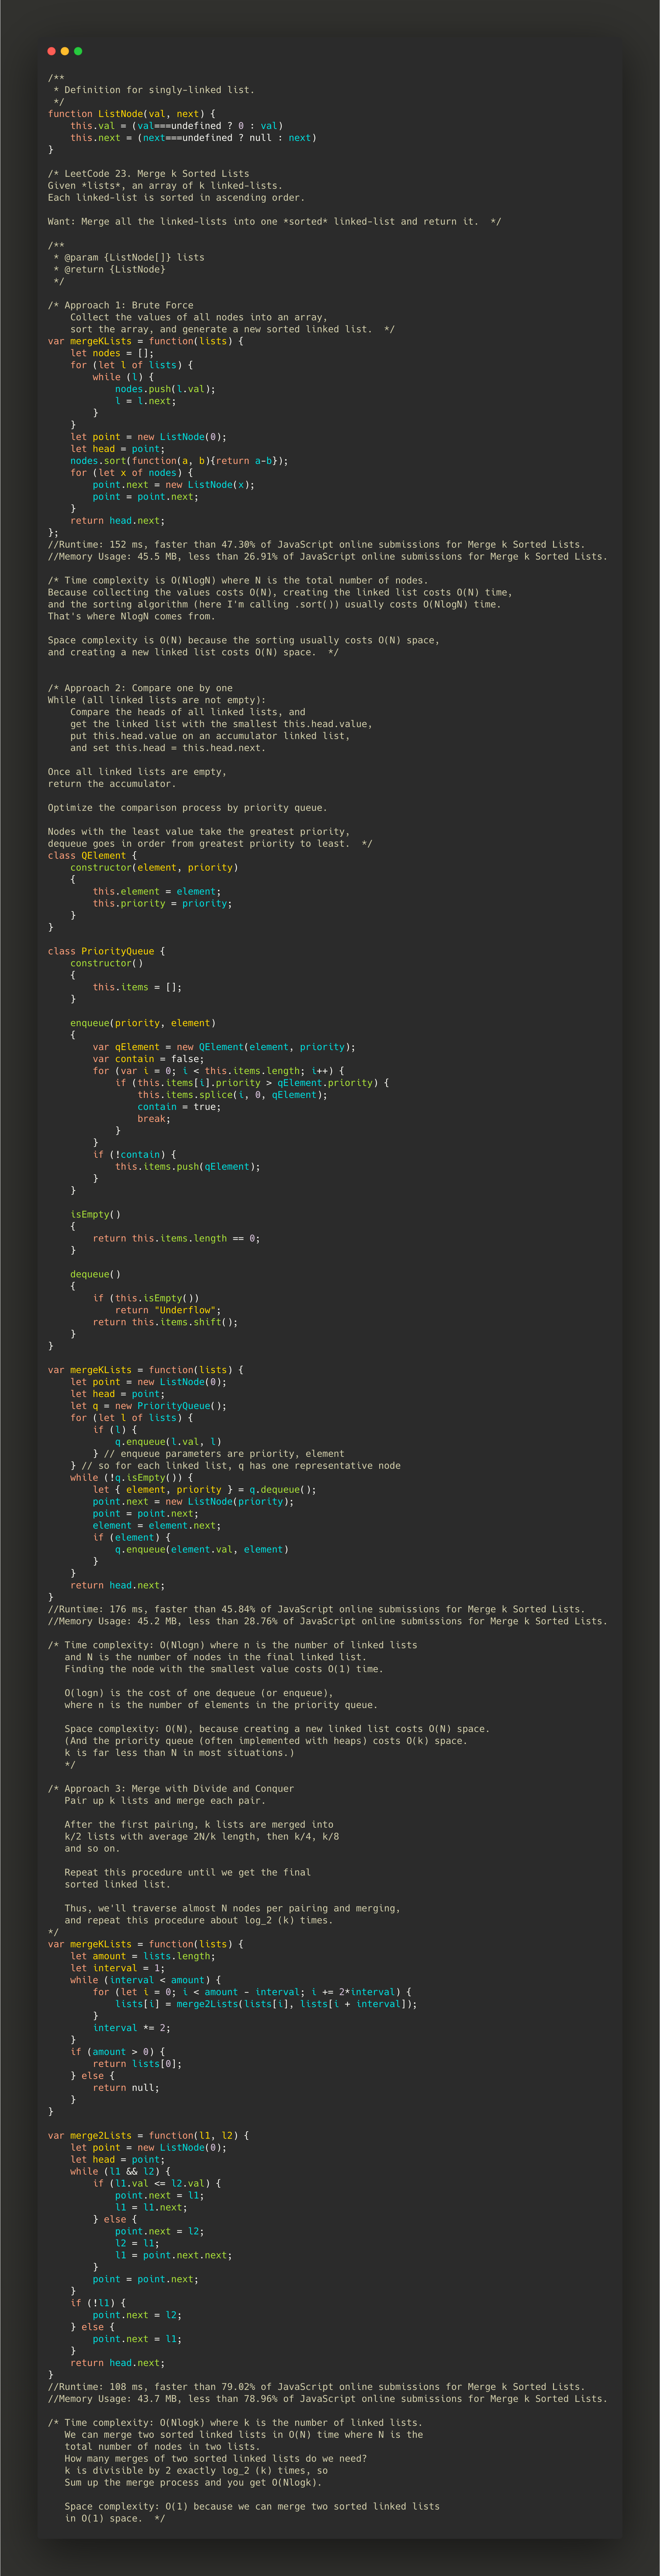 /**
 * Definition for singly-linked list.
 */
function ListNode(val, next) {
    this.val = (val===undefined ? 0 : val)
    this.next = (next===undefined ? null : next)
}

/* LeetCode 23. Merge k Sorted Lists
Given *lists*, an array of k linked-lists.
Each linked-list is sorted in ascending order.

Want: Merge all the linked-lists into one *sorted* linked-list and return it.  */

/**
 * @param {ListNode[]} lists
 * @return {ListNode}
 */

/* Approach 1: Brute Force
    Collect the values of all nodes into an array,
    sort the array, and generate a new sorted linked list.  */
var mergeKLists = function(lists) {
    let nodes = [];
    for (let l of lists) {
        while (l) {
            nodes.push(l.val);
            l = l.next;
        }
    }
    let point = new ListNode(0);
    let head = point;
    nodes.sort(function(a, b){return a-b});
    for (let x of nodes) {
        point.next = new ListNode(x);
        point = point.next;
    }
    return head.next;
};
//Runtime: 152 ms, faster than 47.30% of JavaScript online submissions for Merge k Sorted Lists.
//Memory Usage: 45.5 MB, less than 26.91% of JavaScript online submissions for Merge k Sorted Lists.

/* Time complexity is O(NlogN) where N is the total number of nodes.
Because collecting the values costs O(N), creating the linked list costs O(N) time,
and the sorting algorithm (here I'm calling .sort()) usually costs O(NlogN) time.
That's where NlogN comes from.

Space complexity is O(N) because the sorting usually costs O(N) space,
and creating a new linked list costs O(N) space.  */


/* Approach 2: Compare one by one
While (all linked lists are not empty):
    Compare the heads of all linked lists, and
    get the linked list with the smallest this.head.value,
    put this.head.value on an accumulator linked list,
    and set this.head = this.head.next.

Once all linked lists are empty,
return the accumulator.

Optimize the comparison process by priority queue.

Nodes with the least value take the greatest priority,
dequeue goes in order from greatest priority to least.  */
class QElement {
    constructor(element, priority)
    {
        this.element = element;
        this.priority = priority;
    }
}

class PriorityQueue {
    constructor()
    {
        this.items = [];
    }

    enqueue(priority, element)
    {
        var qElement = new QElement(element, priority);
        var contain = false;
        for (var i = 0; i < this.items.length; i++) {
            if (this.items[i].priority > qElement.priority) {
                this.items.splice(i, 0, qElement);
                contain = true;
                break;
            }
        }
        if (!contain) {
            this.items.push(qElement);
        }
    }

    isEmpty()
    {
        return this.items.length == 0;
    }

    dequeue()
    {
        if (this.isEmpty())
            return "Underflow";
        return this.items.shift();
    }
}

var mergeKLists = function(lists) {
    let point = new ListNode(0);
    let head = point;
    let q = new PriorityQueue();
    for (let l of lists) {
        if (l) {
            q.enqueue(l.val, l)
        } // enqueue parameters are priority, element
    } // so for each linked list, q has one representative node
    while (!q.isEmpty()) {
        let { element, priority } = q.dequeue();
        point.next = new ListNode(priority);
        point = point.next;
        element = element.next;
        if (element) {
            q.enqueue(element.val, element)
        }
    }
    return head.next;
}
//Runtime: 176 ms, faster than 45.84% of JavaScript online submissions for Merge k Sorted Lists.
//Memory Usage: 45.2 MB, less than 28.76% of JavaScript online submissions for Merge k Sorted Lists.

/* Time complexity: O(Nlogn) where n is the number of linked lists
   and N is the number of nodes in the final linked list.
   Finding the node with the smallest value costs O(1) time.

   O(logn) is the cost of one dequeue (or enqueue),
   where n is the number of elements in the priority queue.

   Space complexity: O(N), because creating a new linked list costs O(N) space.
   (And the priority queue (often implemented with heaps) costs O(k) space.
   k is far less than N in most situations.)
   */

/* Approach 3: Merge with Divide and Conquer
   Pair up k lists and merge each pair.

   After the first pairing, k lists are merged into
   k/2 lists with average 2N/k length, then k/4, k/8
   and so on.

   Repeat this procedure until we get the final
   sorted linked list.

   Thus, we'll traverse almost N nodes per pairing and merging,
   and repeat this procedure about log_2 (k) times.
*/
var mergeKLists = function(lists) {
    let amount = lists.length;
    let interval = 1;
    while (interval < amount) {
        for (let i = 0; i < amount - interval; i += 2*interval) {
            lists[i] = merge2Lists(lists[i], lists[i + interval]);
        }
        interval *= 2;
    }
    if (amount > 0) {
        return lists[0];
    } else {
        return null;
    }
}

var merge2Lists = function(l1, l2) {
    let point = new ListNode(0);
    let head = point;
    while (l1 && l2) {
        if (l1.val <= l2.val) {
            point.next = l1;
            l1 = l1.next;
        } else {
            point.next = l2;
            l2 = l1;
            l1 = point.next.next;
        }
        point = point.next;
    }
    if (!l1) {
        point.next = l2;
    } else {
        point.next = l1;
    }
    return head.next;
}
//Runtime: 108 ms, faster than 79.02% of JavaScript online submissions for Merge k Sorted Lists.
//Memory Usage: 43.7 MB, less than 78.96% of JavaScript online submissions for Merge k Sorted Lists.

/* Time complexity: O(Nlogk) where k is the number of linked lists.
   We can merge two sorted linked lists in O(N) time where N is the
   total number of nodes in two lists.
   How many merges of two sorted linked lists do we need?
   k is divisible by 2 exactly log_2 (k) times, so
   Sum up the merge process and you get O(Nlogk).

   Space complexity: O(1) because we can merge two sorted linked lists
   in O(1) space.  */